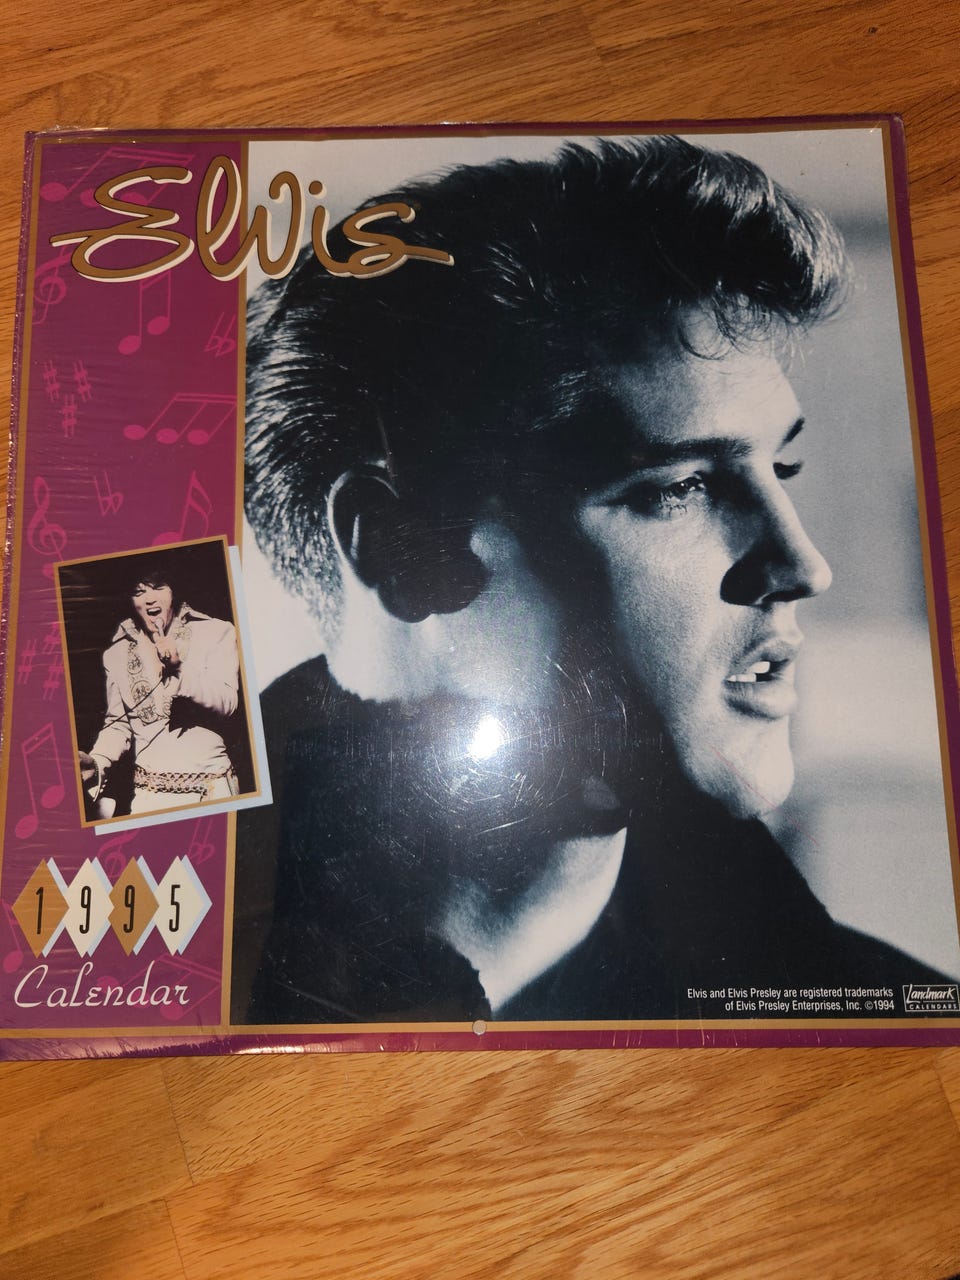 Elvis
1995
Calendar
Elvis and Elvis Presley are registered trademarks
of Elvis Presley Enterprises, Inc. ©1994
Landmark
CALENDARS